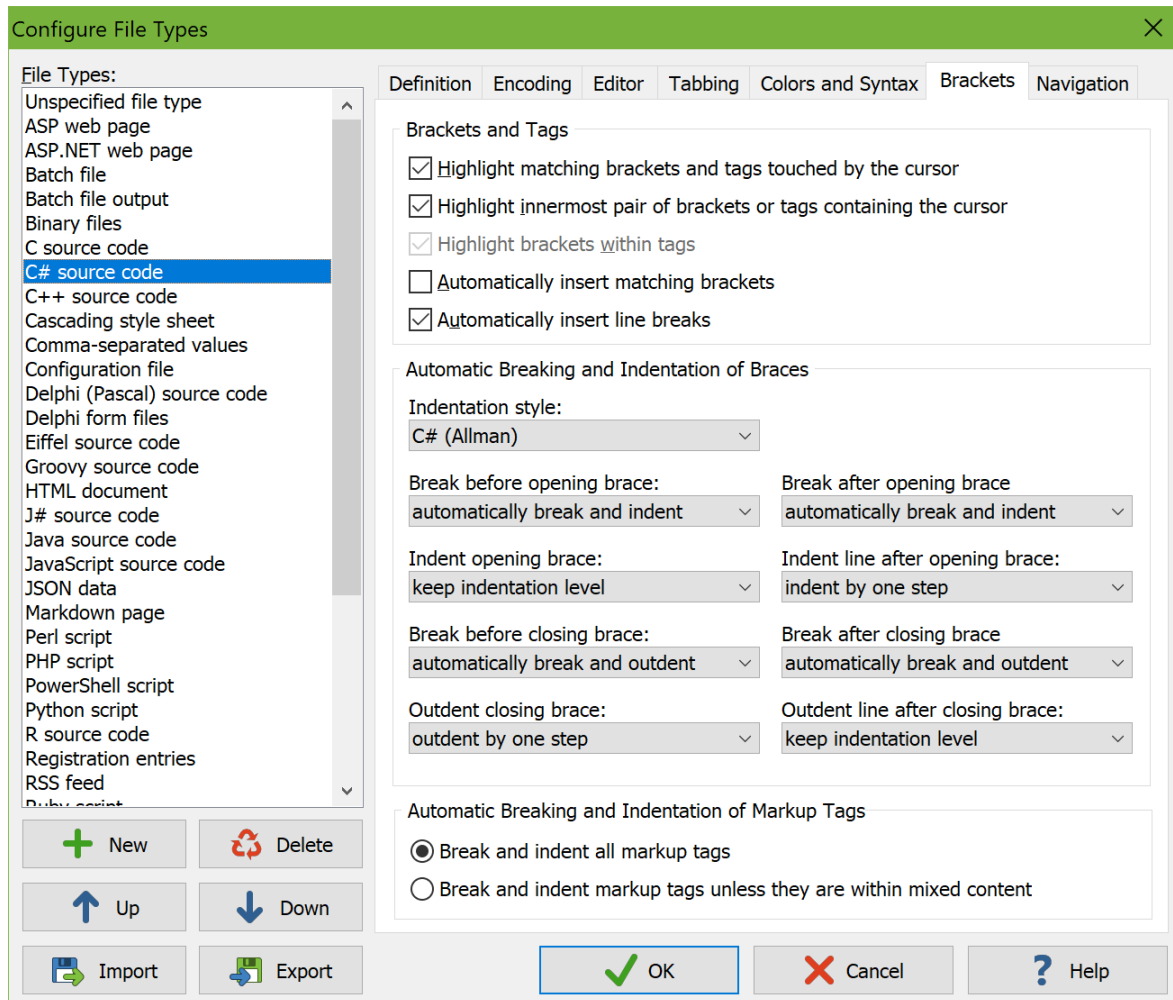 Configure File Types
File Types:
Unspecified file type
ASP web page
ASP.NET web page
Batch file
Batch file output
Binary files
C source code
C# source code
C++ source code
Cascading style sheet
Comma-separated values
Configuration file
Delphi (Pascal) source code
Delphi form files
Eiffel source code
Groovy source code
HTML document
J# source code
Java source code
JavaScript source code
JSON data
Markdown page
Perl script
PHP script
PowerShell script
Python script
R source code
Registration entries
RSS feed
Ruby script
New
Delete
Up
Down
Import
Export
Definition Encoding Editor Tabbing Colors and Syntax Brackets Navigation
Brackets and Tags
Highlight matching brackets and tags touched by the cursor
Highlight innermost pair of brackets or tags containing the cursor
Highlight brackets within tags
Automatically insert matching brackets
Automatically insert line breaks
Automatic Breaking and Indentation of Braces
Indentation style:
C# (Allman)
Break before opening brace: Break after opening brace
automatically break and indent automatically break and indent
Indent opening brace: Indent line after opening brace:
keep indentation level indent by one step
Break before closing brace: Break after closing brace
automatically break and outdent automatically break and outdent
Outdent closing brace: Outdent line after closing brace:
outdent by one step keep indentation level
Automatic Breaking and Indentation of Markup Tags
Break and indent all markup tags
Break and indent markup tags unless they are within mixed content
OK Cancel Help